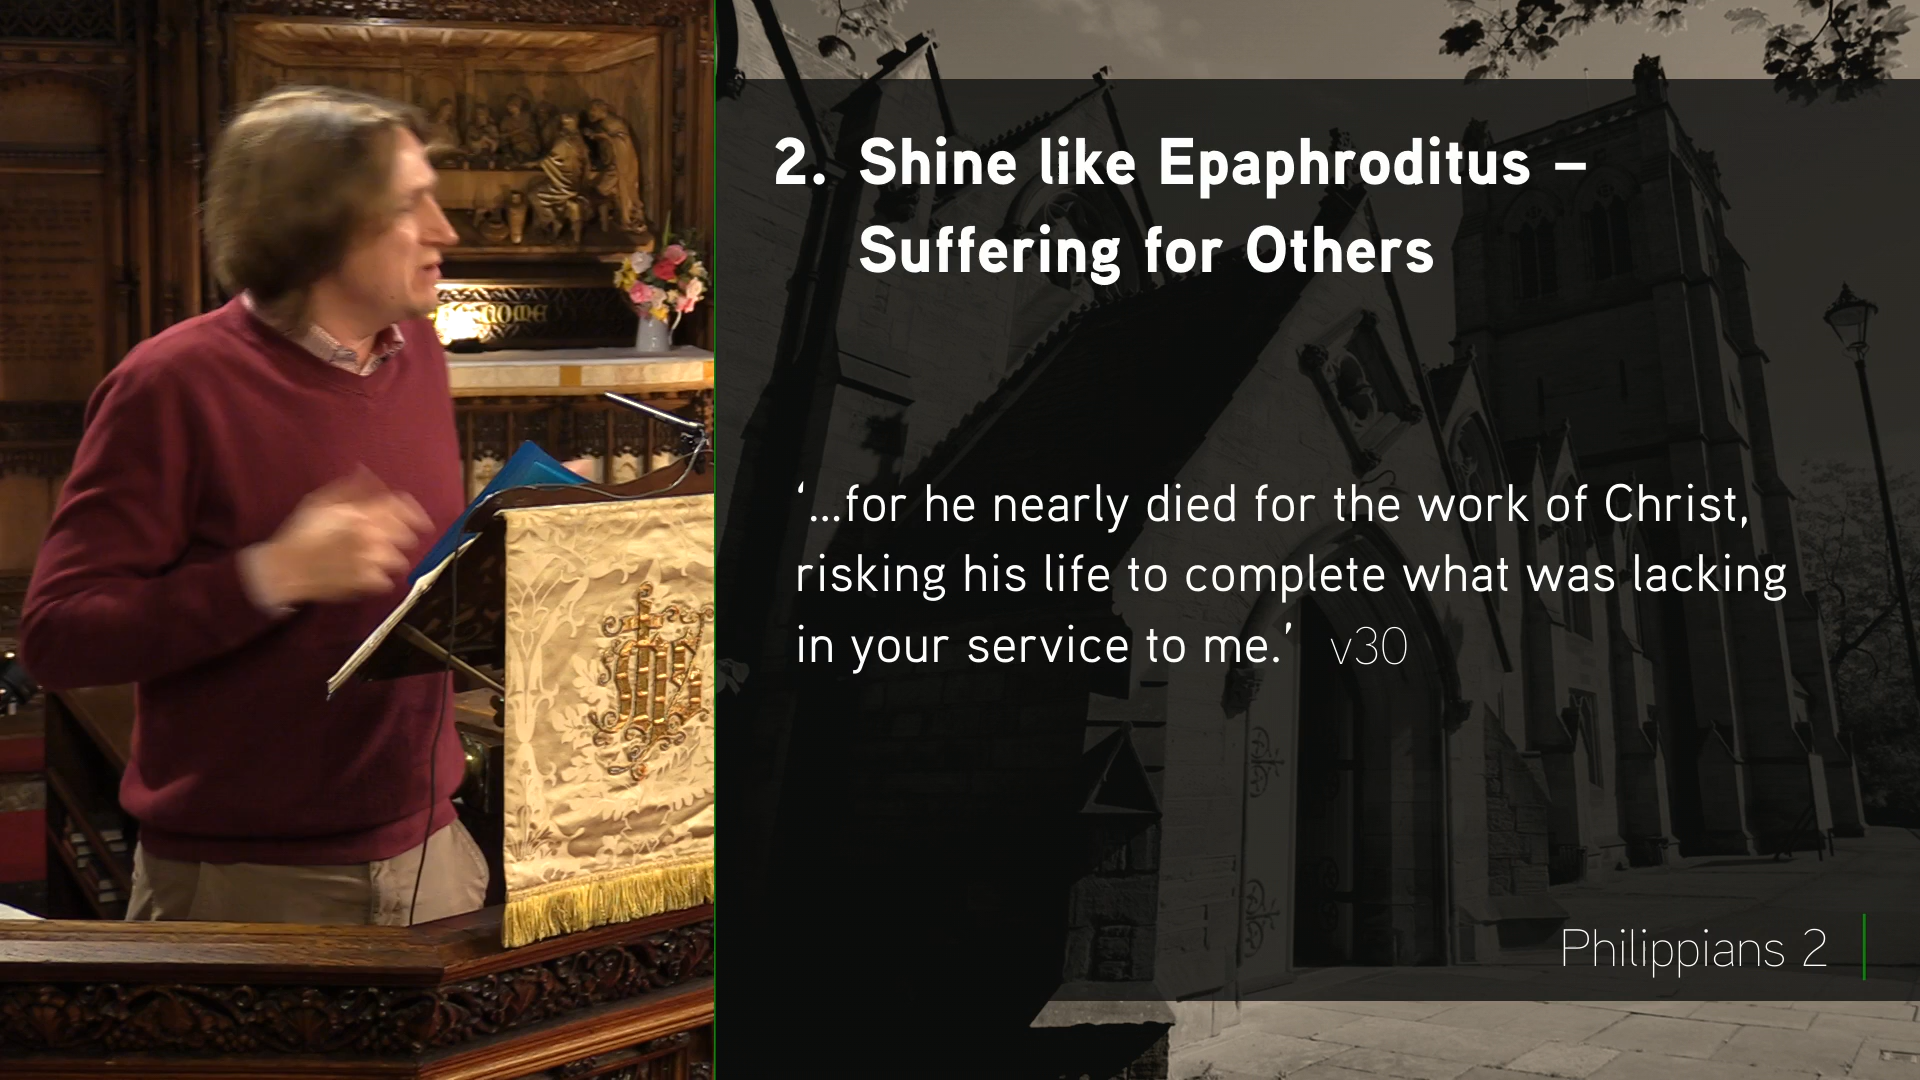 2. Shine like Epaphroditus –
Suffering for Others
‘...for he nearly died for the work of Christ,
risking his life to complete what was lacking
in your service to me.’ v30
Philippians 2